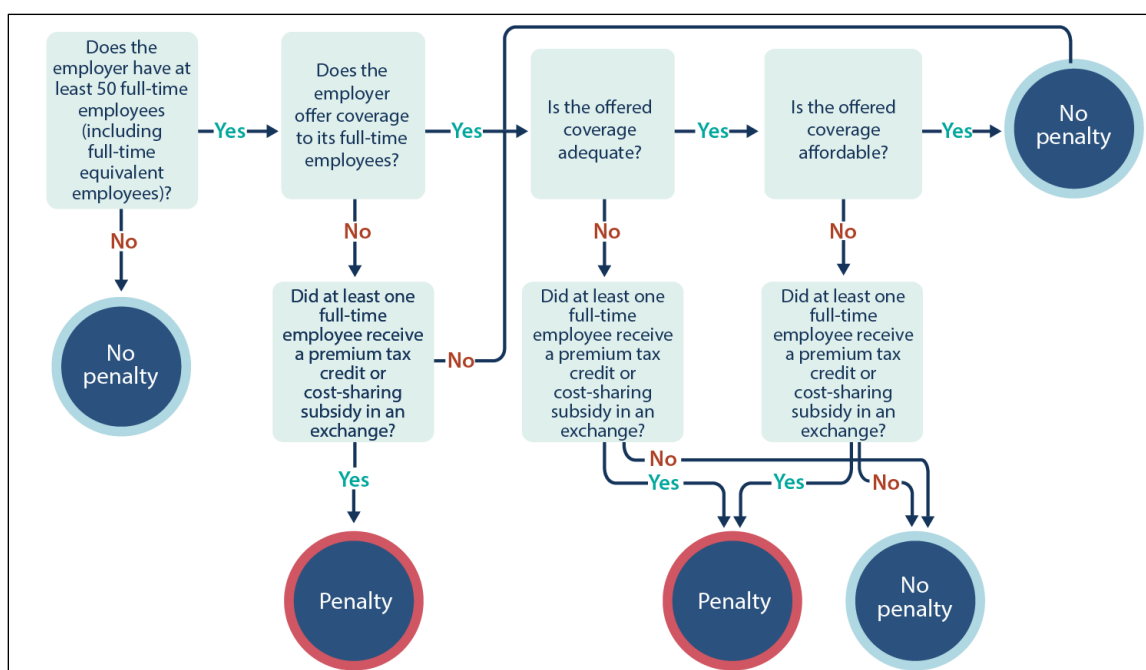 Does the
employer have at
least 50 full-time
employees
(including
full-time
equivalent
employees)?
Yes
Does the
employer
offer coverage
to its full-time
employees?
Yes
Is the offered
coverage
adequate?
Yes
Is the offered
coverage
affordable?
Yes
No
penalty
No
No
No
No
No
penalty
Did at least one
full-time
employee receive
a premium tax
credit or
cost-sharing
subsidy in an
exchange?
No
Did at least one
full-time
employee receive
a premium tax
credit or
cost-sharing
subsidy in an
exchange?
Did at least one
full-time
employee receive
a premium tax
credit or
cost-sharing
subsidy in an
exchange?
Yes
No
Yes
Yes
No
Penalty
Penalty
No
penalty